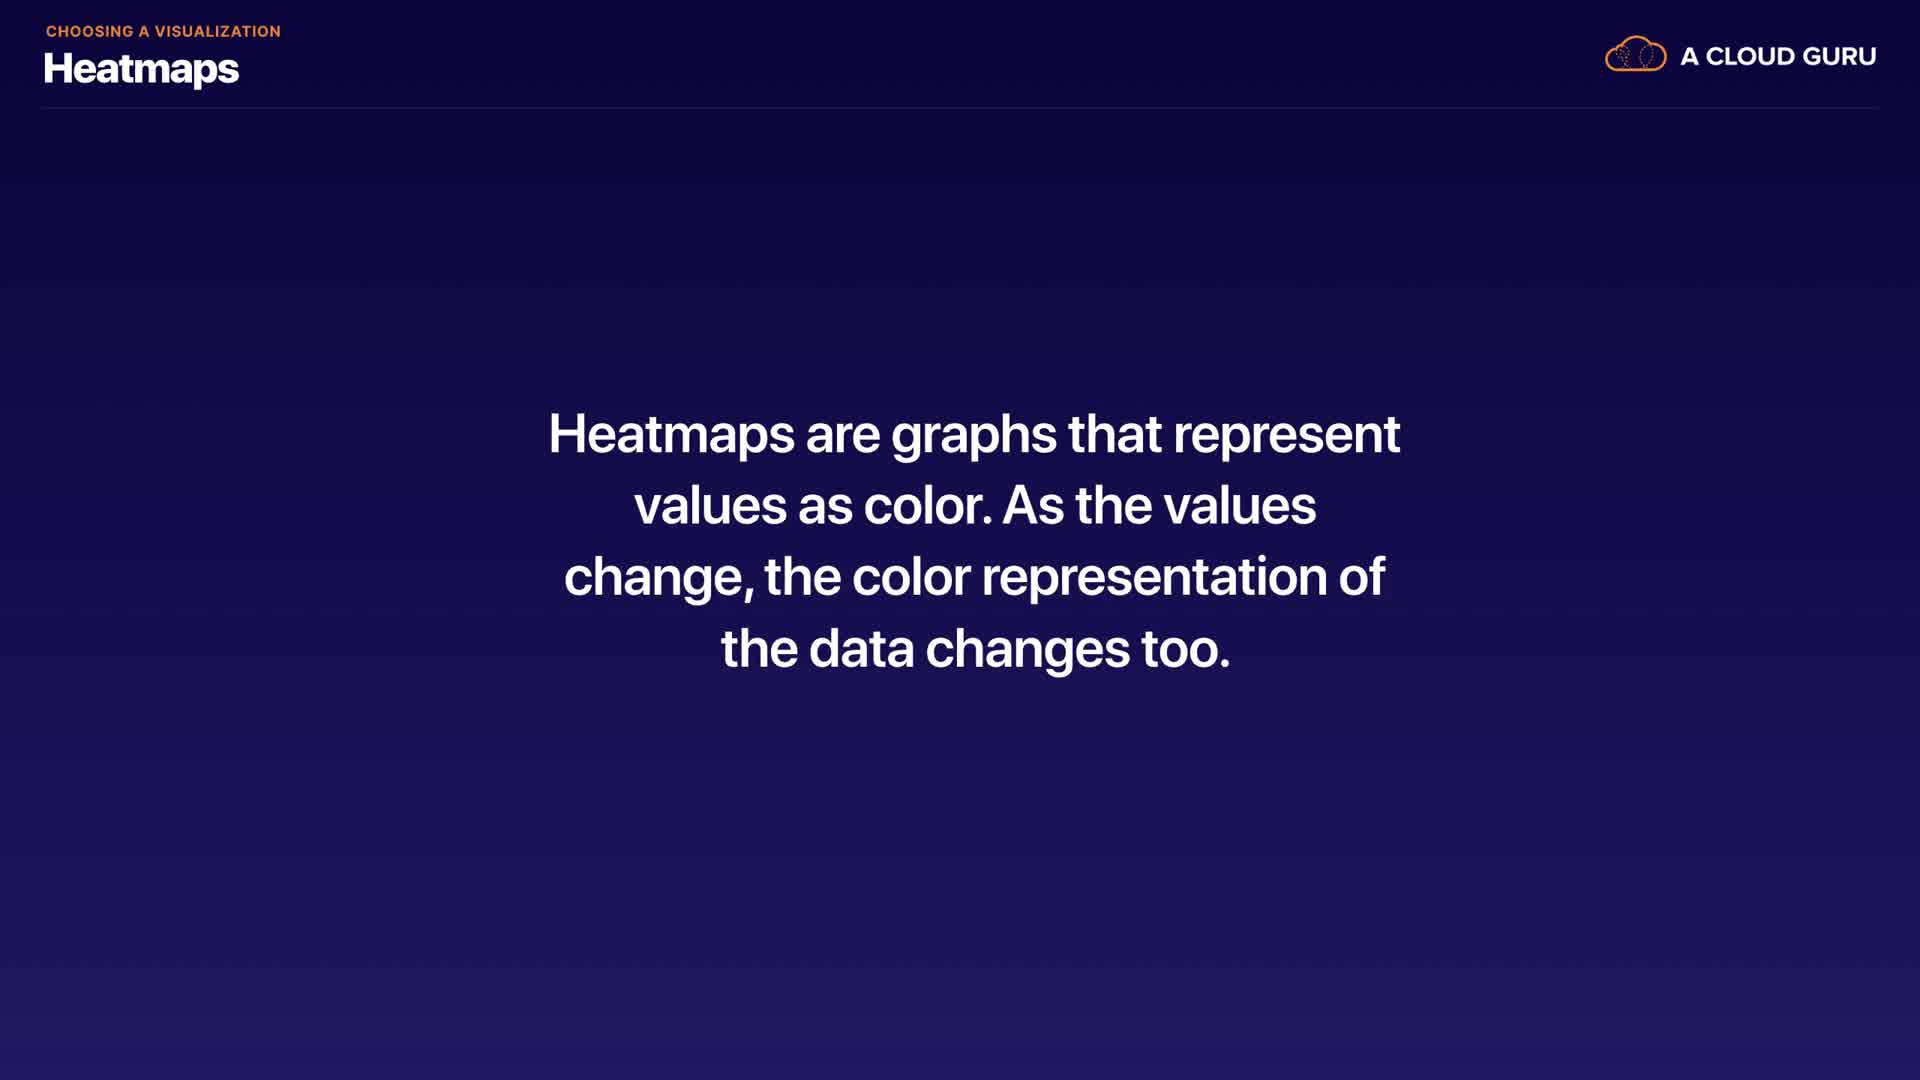 CHOOSING A VISUALIZATION
Heatmaps
A CLOUD GURU
Heatmaps are graphs that represent
values as color. As the values
change, the color representation of
the data changes too.